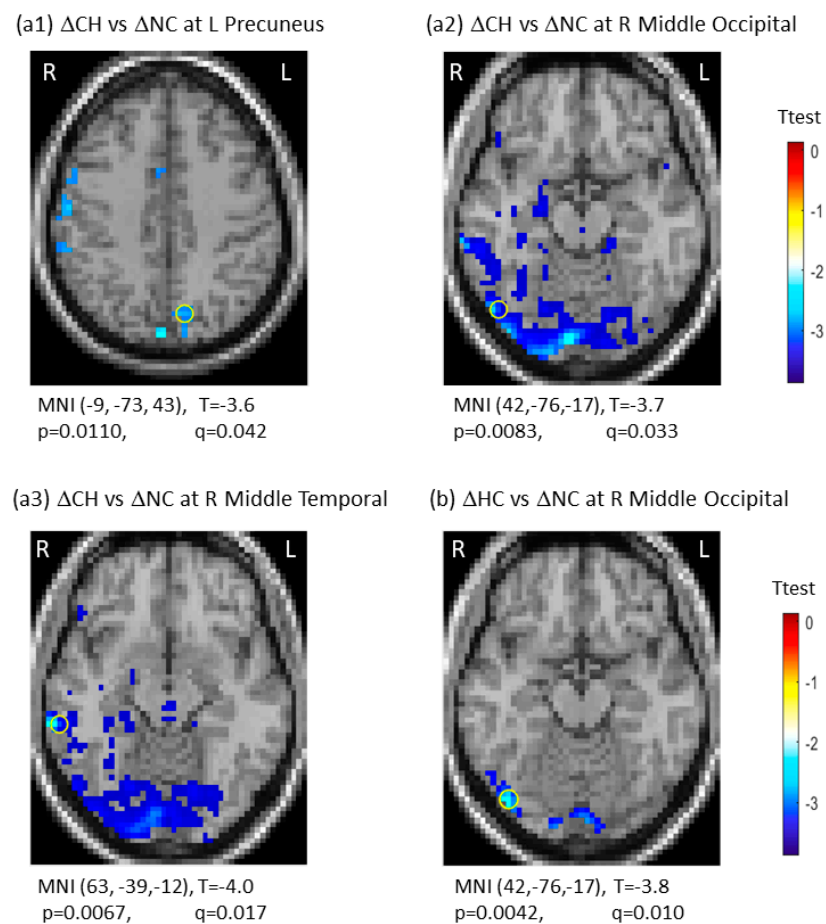 (a1) ΔCH vs ΔNC at L Precuneus
R
L
MNI (-9, -73, 43), T=-3.6
p=0.0110, q=0.042
(a2) ΔCH vs ΔNC at R Middle Occipital
R
L
MNI (42,-76,-17), T=-3.7
p=0.0083, q=0.033
Ttest
0
-1
-2
-3
(a3) ΔCH vs ΔNC at R Middle Temporal
R
L
MNI (63, -39,-12), T=-4.0
p=0.0067, q=0.017
(b) ΔHC vs ΔNC at R Middle Occipital
R
L
MNI (42,-76,-17), T=-3.8
p=0.0042, q=0.010
Ttest
0
-1
-2
-3